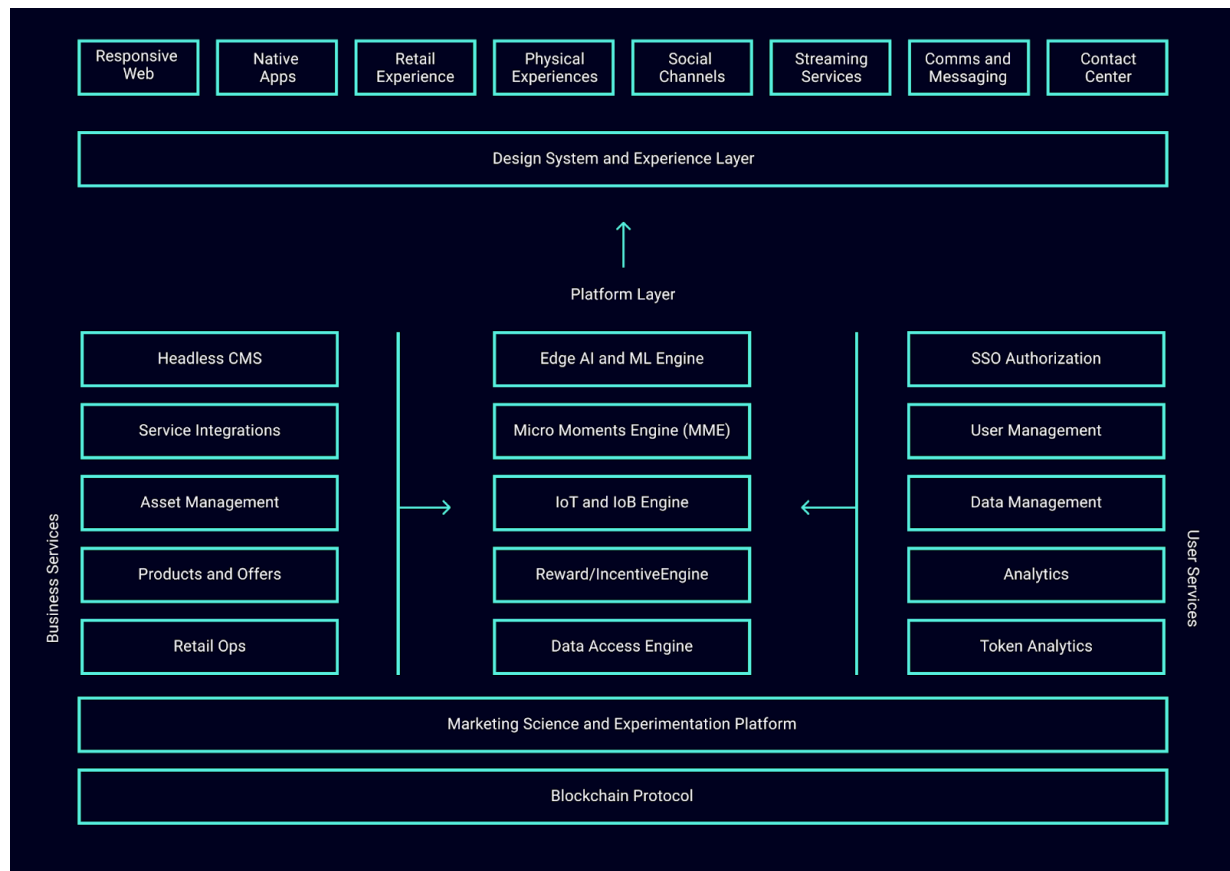 Responsive
Web
Native
Apps
Retail
Experience
Physical
Experiences
Social
Channels
Streaming
Services
Comms and
Messaging
Contact
Center
Design System and Experience Layer
Platform Layer
Business Services
Headless CMS
Service Integrations
Asset Management
Products and Offers
Retail Ops
Edge AI and ML Engine
Micro Moments Engine (MME)
IoT and IoB Engine
Reward/IncentiveEngine
Data Access Engine
SSO Authorization
User Management
Data Management
Analytics
Token Analytics
User Services
Marketing Science and Experimentation Platform
Blockchain Protocol